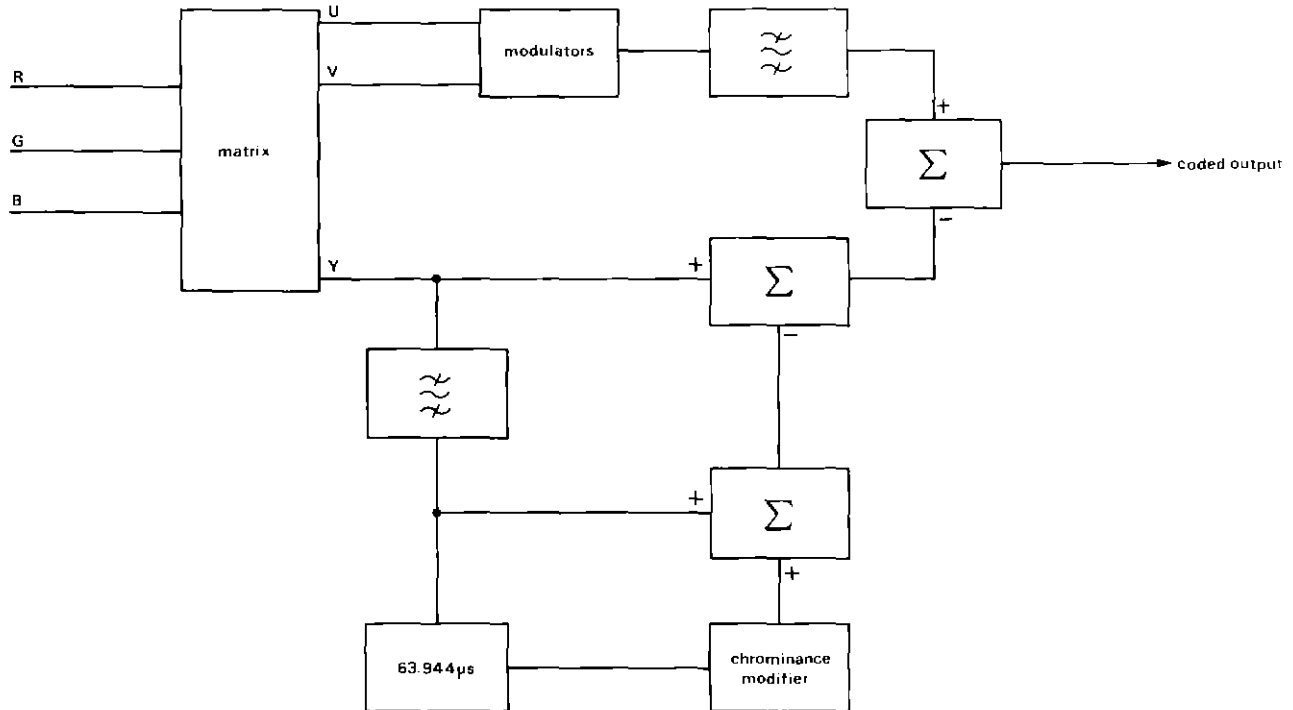 U
modulators
V
R
G
matrix
B
+
Σ
coded output
−
Y
+
Σ
−
+
Σ
+
63.944µs
chrominance
modifier